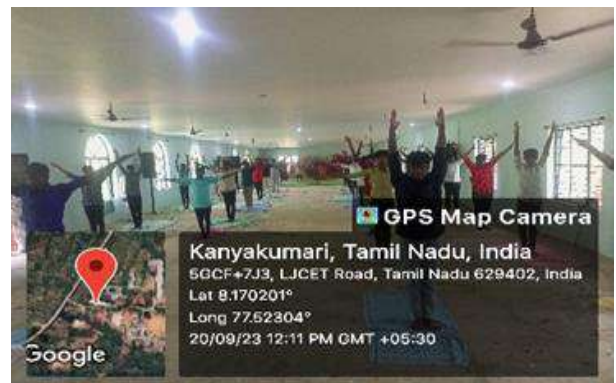 GPS Map Camera
Kanyakumari, Tamil Nadu, India
5GCF+7J3, LJCET Road, Tamil Nadu 629402, India
Lat 8.170201°
Long 77.52304°
20/09/23 12:11 PM GMT +05:30
Google